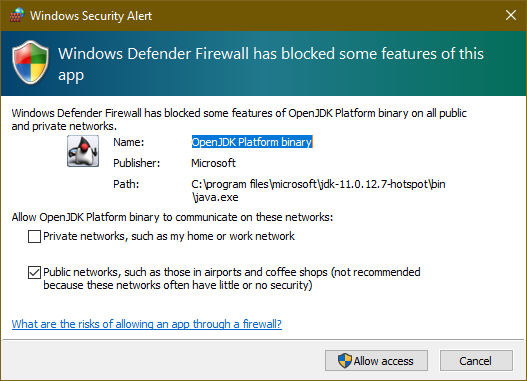 Windows Security Alert
Windows Defender Firewall has blocked some features of this
app
Windows Defender Firewall has blocked some features of OpenJDK Platform binary on all public
and private networks.
Name: OpenJDK Platform binary
Publisher: Microsoft
Path: C:\program files\microsoft\jdk-11.0.12.7-hotspot\bin
\java.exe
Allow OpenJDK Platform binary to communicate on these networks:
Private networks, such as my home or work network
Public networks, such as those in airports and coffee shops (not recommended
because these networks often have little or no security)
What are the risks of allowing an app through a firewall?
Allow access Cancel